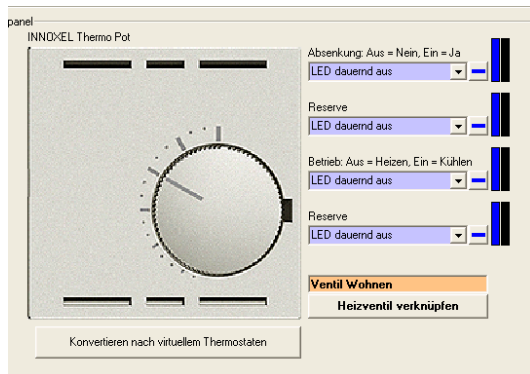 panel
INNOXEL Thermo Pot
Absenkung: Aus = Nein, Ein = Ja
LED dauernd aus
Reserve
LED dauernd aus
Betrieb: Aus = Heizen, Ein = Kühlen
LED dauernd aus
Reserve
LED dauernd aus
Ventil Wohnen
Heizventil verknüpfen
Konvertieren nach virtuellem Thermostaten